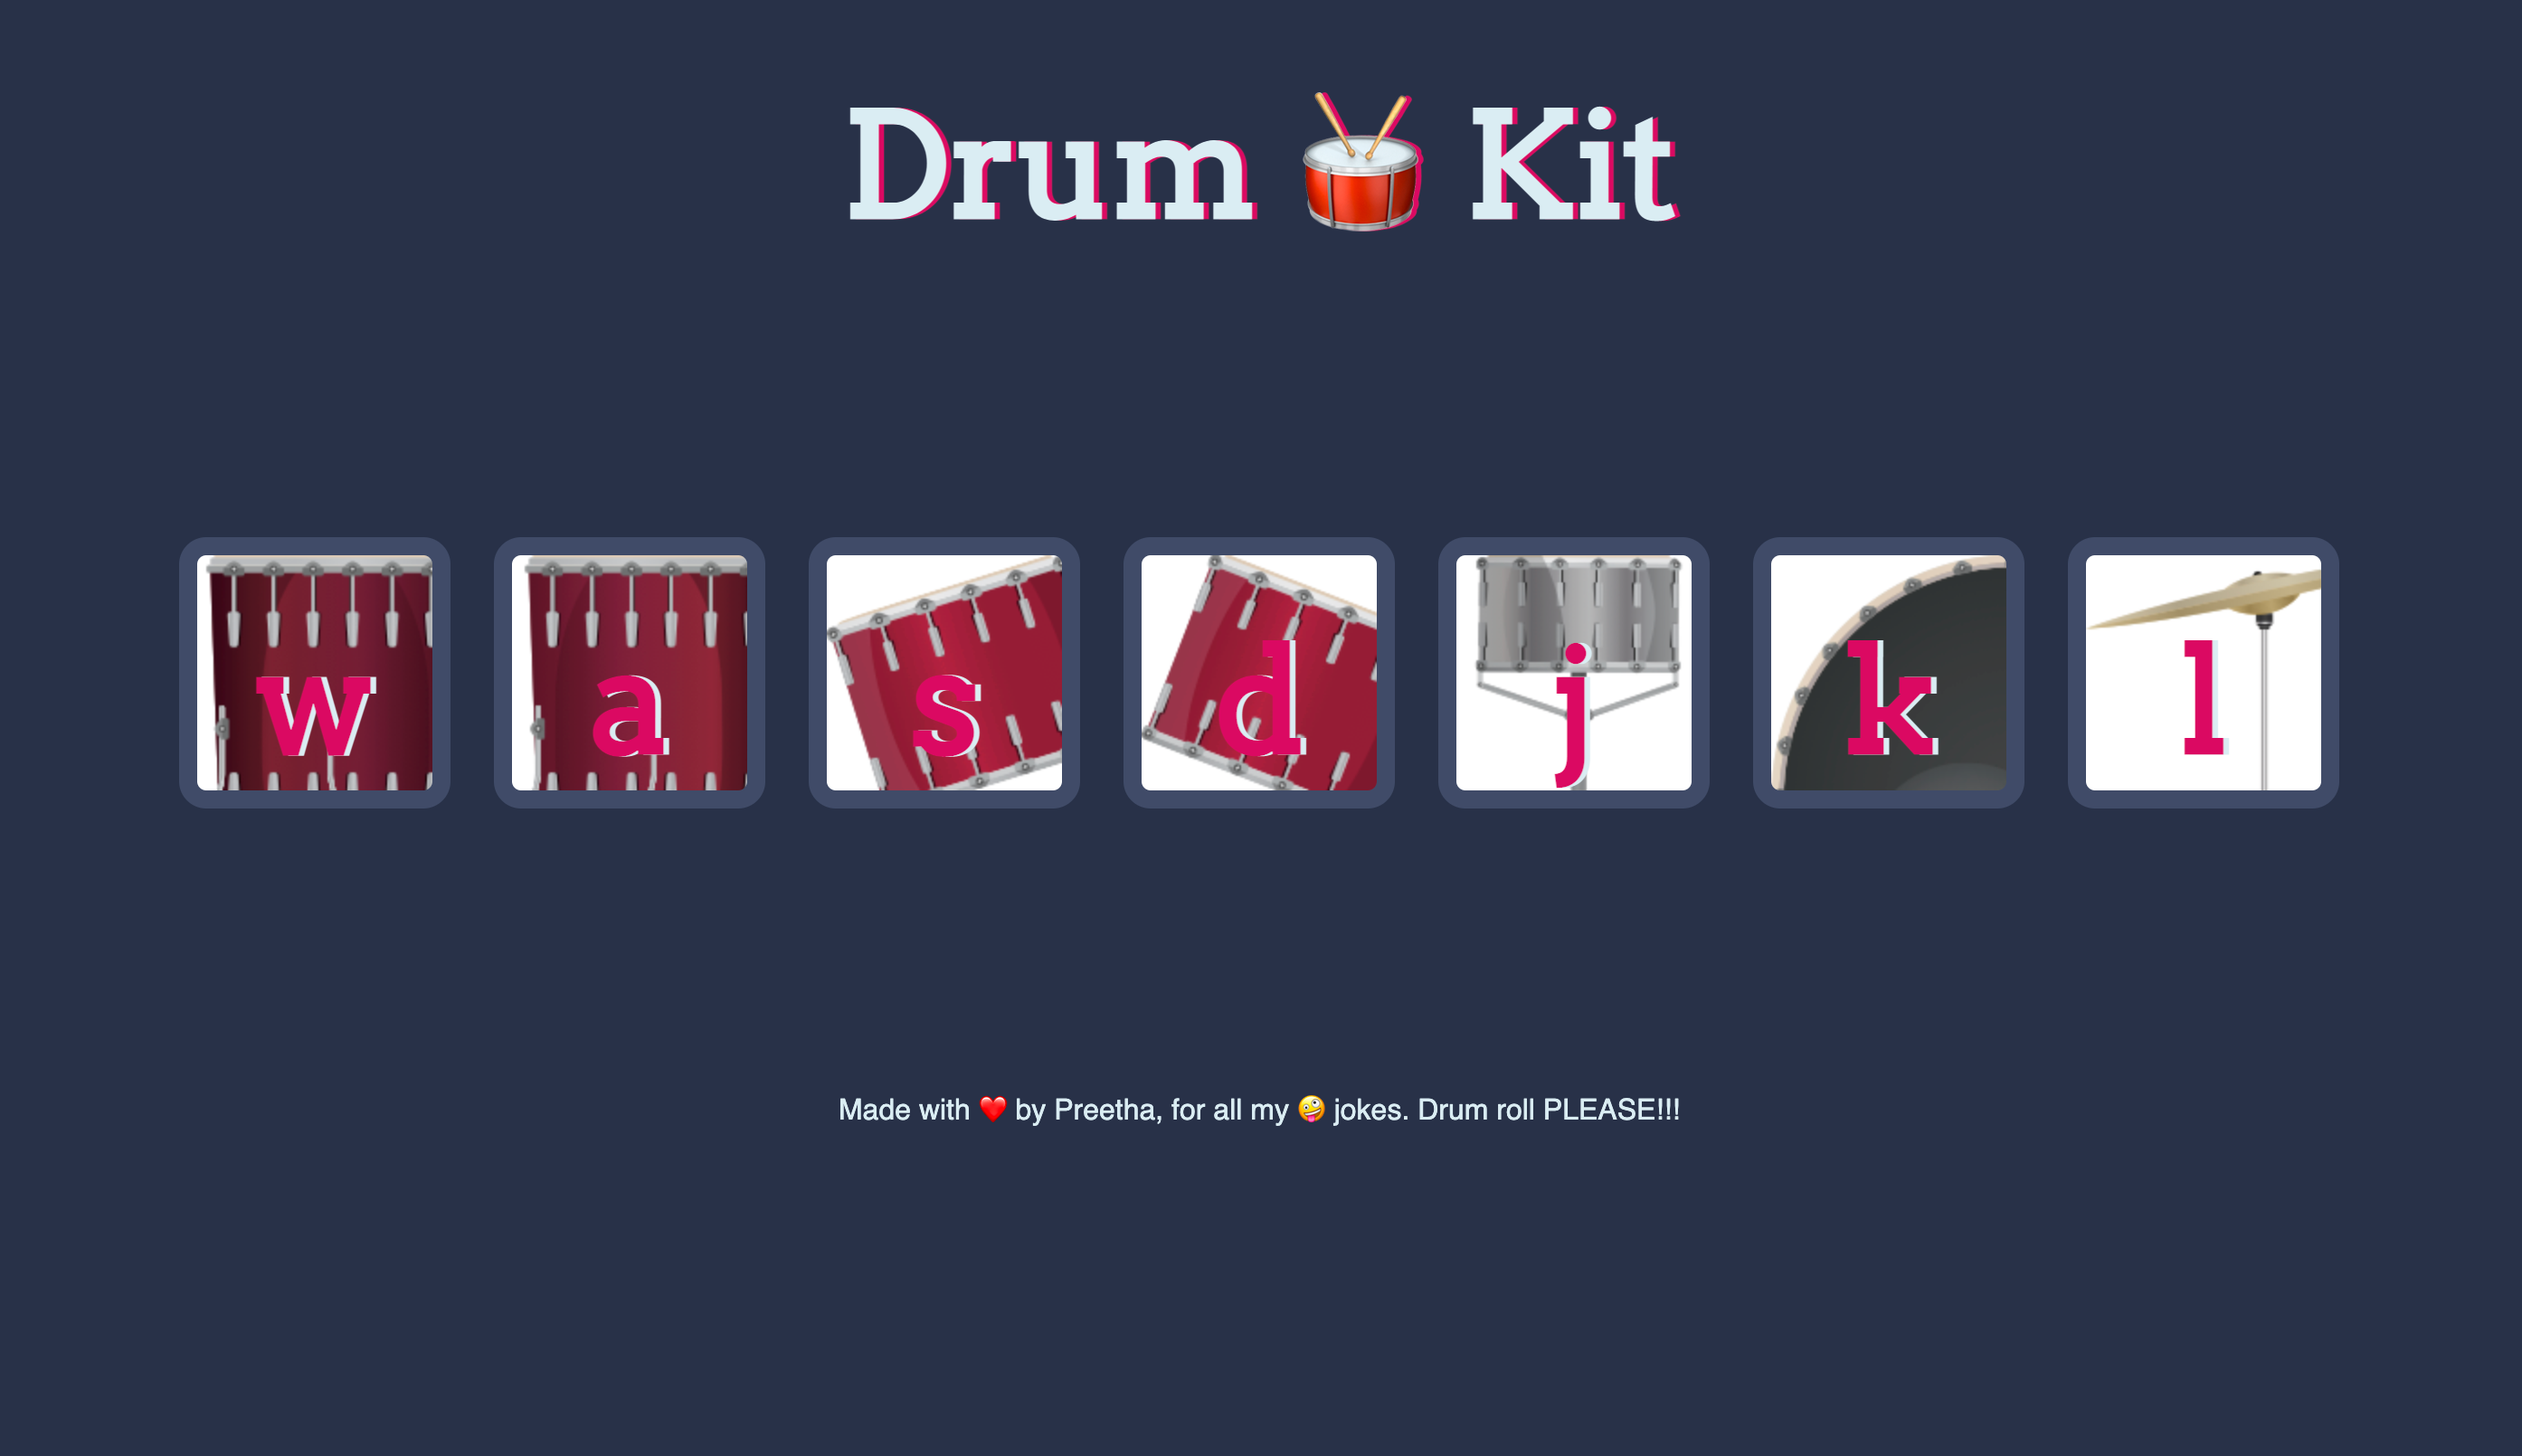 Drum 🥁 Kit
w a s d j k l
Made with ❤️ by Preetha, for all my 🤪 jokes. Drum roll PLEASE!!!